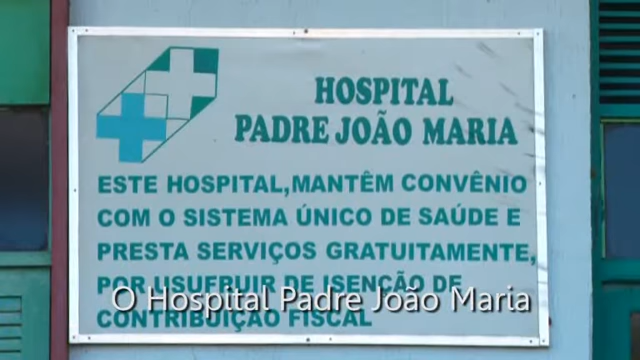 HOSPITAL
PADRE JOÃO MARIA
ESTE HOSPITAL,MANTÊM CONVÊNIO
COM O SISTEMA ÚNICO DE SAÚDE E
PRESTA SERVIÇOS GRATUITAMENTE,
POR USUFRUIR DE ISENÇÃO DE
O Hospital Padre João Maria
CONTRIBUIÇÃO FISCAL